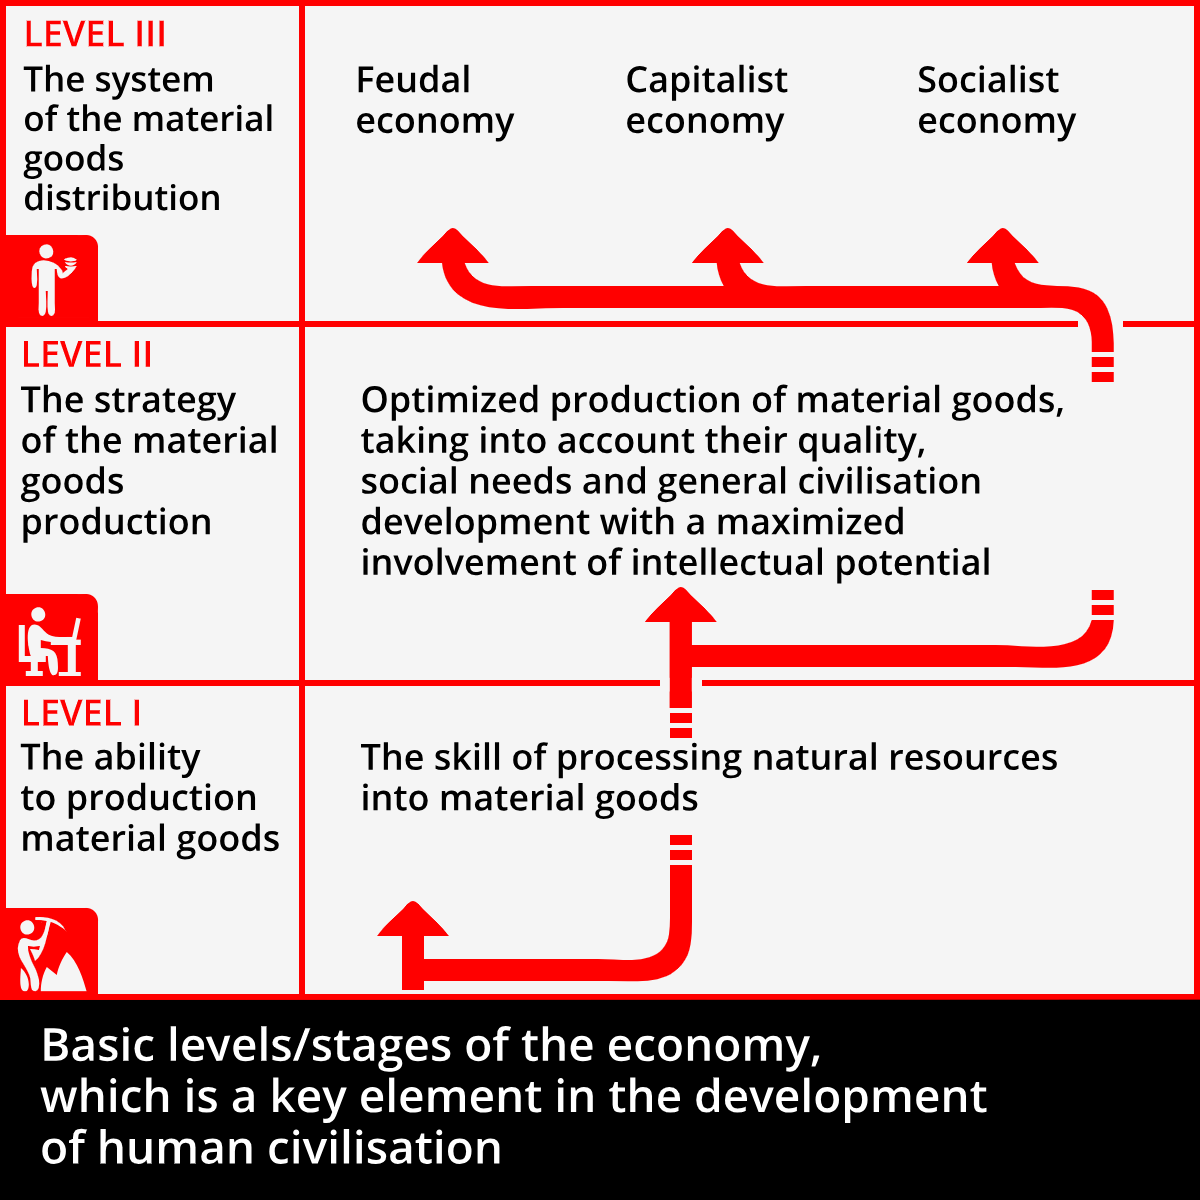 LEVEL III
The system
of the material
goods
distribution
Feudal
economy
Capitalist
economy
Socialist
economy
LEVEL II
The strategy
of the material
goods
production
Optimized production of material goods,
taking into account their quality,
social needs and general civilisation
development with a maximized
involvement of intellectual potential
LEVEL I
The ability
to production
material goods
The skill of processing natural resources
into material goods
Basic levels/stages of the economy,
which is a key element in the development
of human civilisation